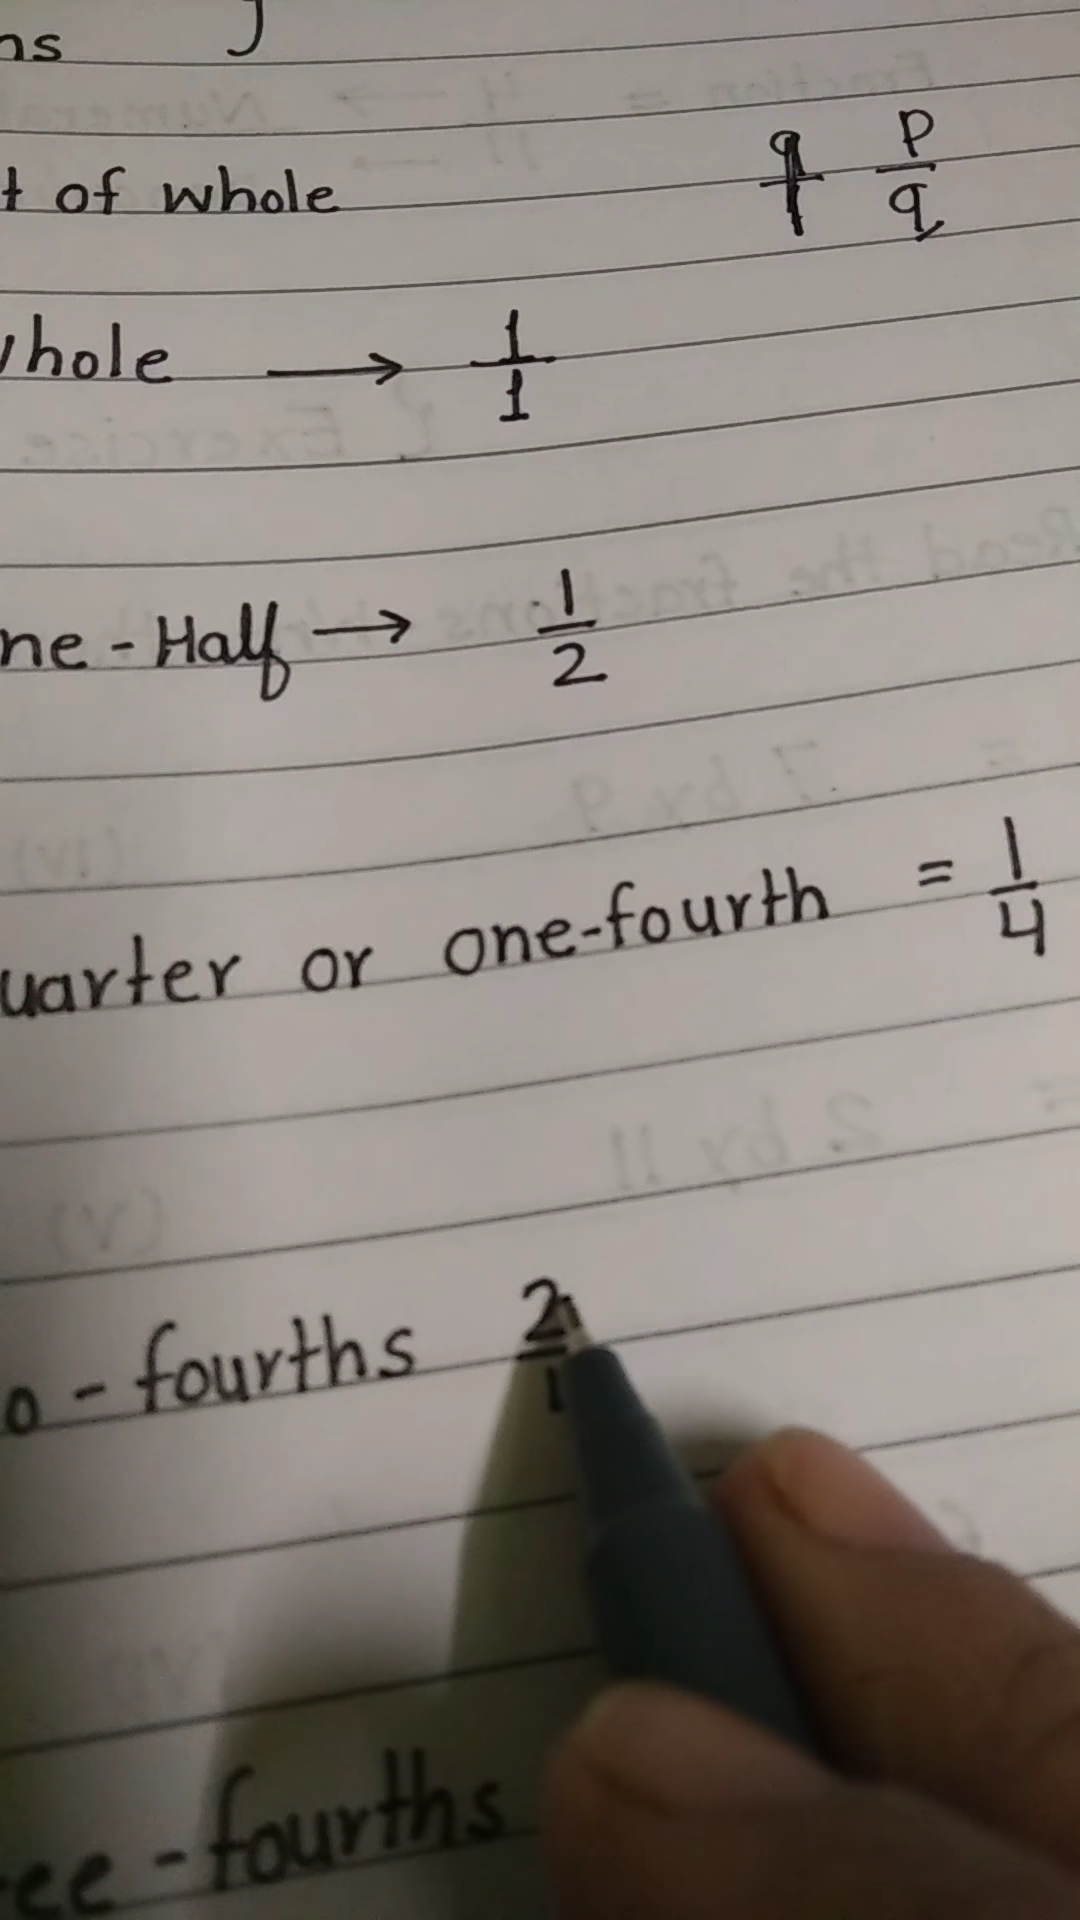 ns
t of whole p/q
whole → 1/1
ne - Half → 1/2
uarter or one-fourth = 1/4
o - fourths 2
ee - fourths